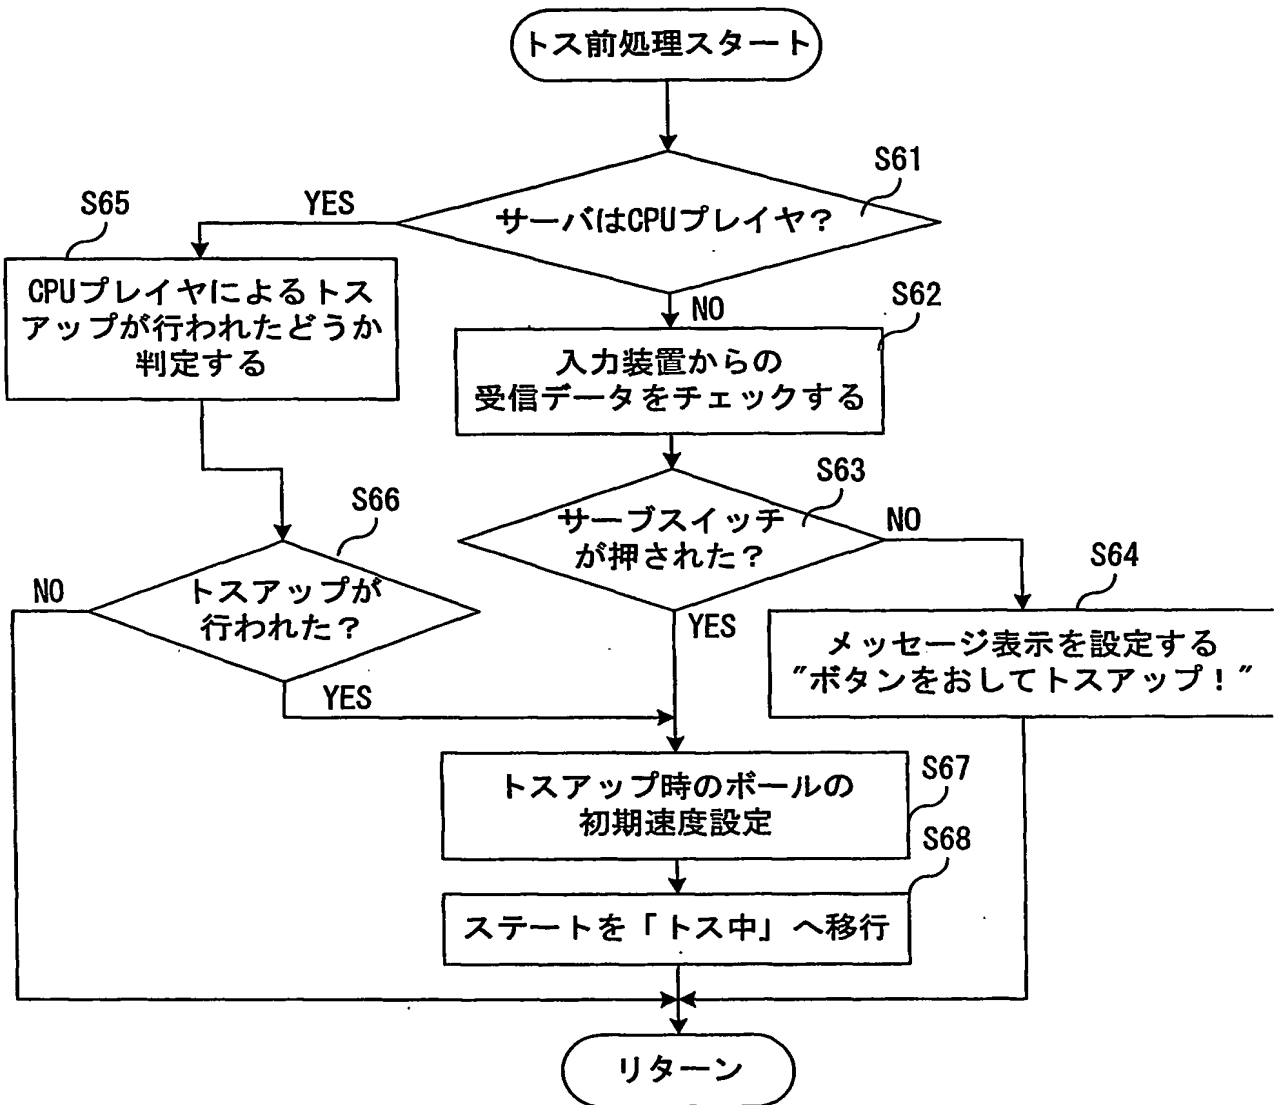 トス前処理スタート
S61
サーバはCPUプレイヤ？
YES
NO
S65
CPUプレイヤによるトス
アップが行われたどうか
判定する
S62
入力装置からの
受信データをチェックする
S63
サーブスイッチ
が押された？
NO
YES
S66
トスアップが
行われた？
NO
YES
S64
メッセージ表示を設定する
"ボタンをおしてトスアップ！"
S67
トスアップ時のボールの
初期速度設定
S68
ステートを「トス中」へ移行
リターン